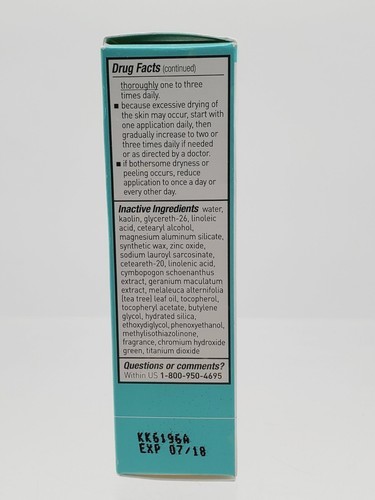 Drug Facts (continued)
thoroughly one to three
times daily.
■ because excessive drying of
the skin may occur, start with
one application daily, then
gradually increase to two or
three times daily if needed
or as directed by a doctor.
■ if bothersome dryness or
peeling occurs, reduce
application to once a day or
every other day.
Inactive Ingredients water,
kaolin, glycereth-26, linoleic
acid, cetearyl alcohol,
magnesium aluminum silicate,
synthetic wax, zinc oxide,
sodium lauroyl sarcosinate,
ceteareth-20, linolenic acid,
cymbopogon schoenanthus
extract, geranium maculatum
extract, melaleuca alternifolia
(tea tree) leaf oil, tocopherol,
tocopheryl acetate, butylene
glycol, hydrated silica,
ethoxydiglycol, phenoxyethanol,
methylisothiazolinone,
fragrance, chromium hydroxide
green, titanium dioxide
Questions or comments?
Within US 1-800-950-4695
KK6196A
EXP 07/18